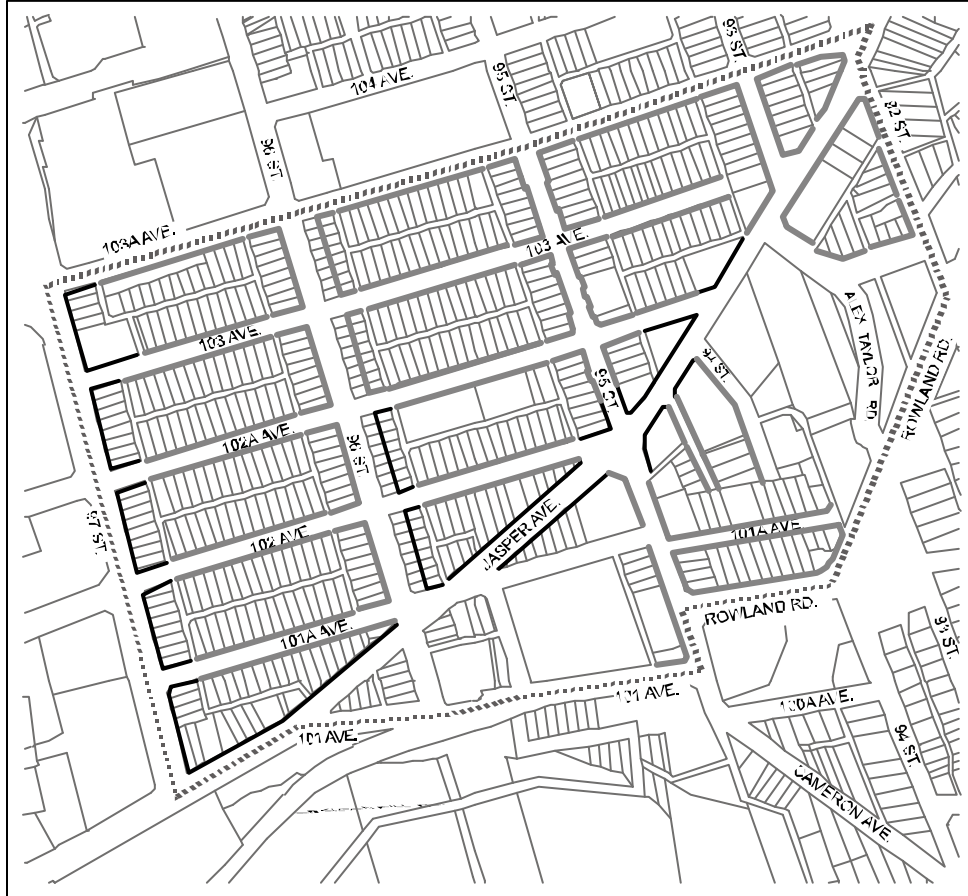 93 ST.
104 AVE.
95 ST.
92 ST.
96 ST.
103A AVE.
103 AVE.
103 AVE.
ALEX TAYLOR RD
ROWLAND RD.
94 ST.
95 ST.
102A AVE.
96 ST.
97 ST.
JASPER AVE.
101A AVE
102 AVE
ROWLAND RD.
101A AVE.
93 ST.
101 AVE.
100A AVE.
101 AVE.
94 ST.
CAMERON AVE.